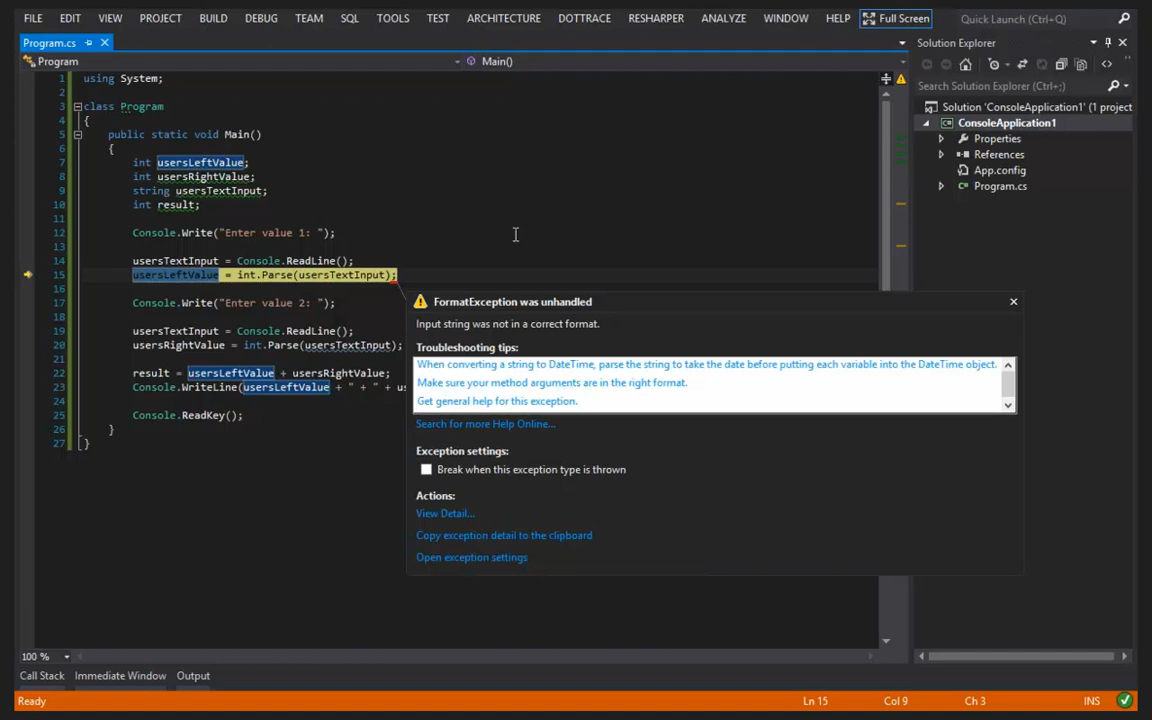 FILE EDIT VIEW PROJECT BUILD DEBUG TEAM SQL TOOLS TEST ARCHITECTURE DOTTRACE RESHARPER ANALYZE WINDOW HELP Full Screen Quick Launch (Ctrl+Q)
Program.cs
Solution Explorer
Program Main()
Search Solution Explorer (Ctrl+;)
Solution 'ConsoleApplication1' (1 project
ConsoleApplication1
Properties
References
App.config
Program.cs
1 using System;
2
3 class Program
4 {
5 public static void Main()
6 {
7 int usersLeftValue;
8 int usersRightValue;
9 string usersTextInput;
10 int result;
11
12 Console.Write("Enter value 1: ");
13
14 usersTextInput = Console.ReadLine();
15 usersLeftValue = int.Parse(usersTextInput);
16
17 Console.Write("Enter value 2: ");
18
19 usersTextInput = Console.ReadLine();
20 usersRightValue = int.Parse(usersTextInput);
21
22 result = usersLeftValue + usersRightValue;
23 Console.WriteLine(usersLeftValue + " + " + us
24
25 Console.ReadKey();
26 }
27 }
FormatException was unhandled
Input string was not in a correct format.
Troubleshooting tips:
When converting a string to DateTime, parse the string to take the date before putting each variable into the DateTime object.
Make sure your method arguments are in the right format.
Get general help for this exception.
Search for more Help Online...
Exception settings:
Break when this exception type is thrown
Actions:
View Detail...
Copy exception detail to the clipboard
Open exception settings
100 %
Call Stack Immediate Window Output
Ready Ln 15 Col 9 Ch 3 INS